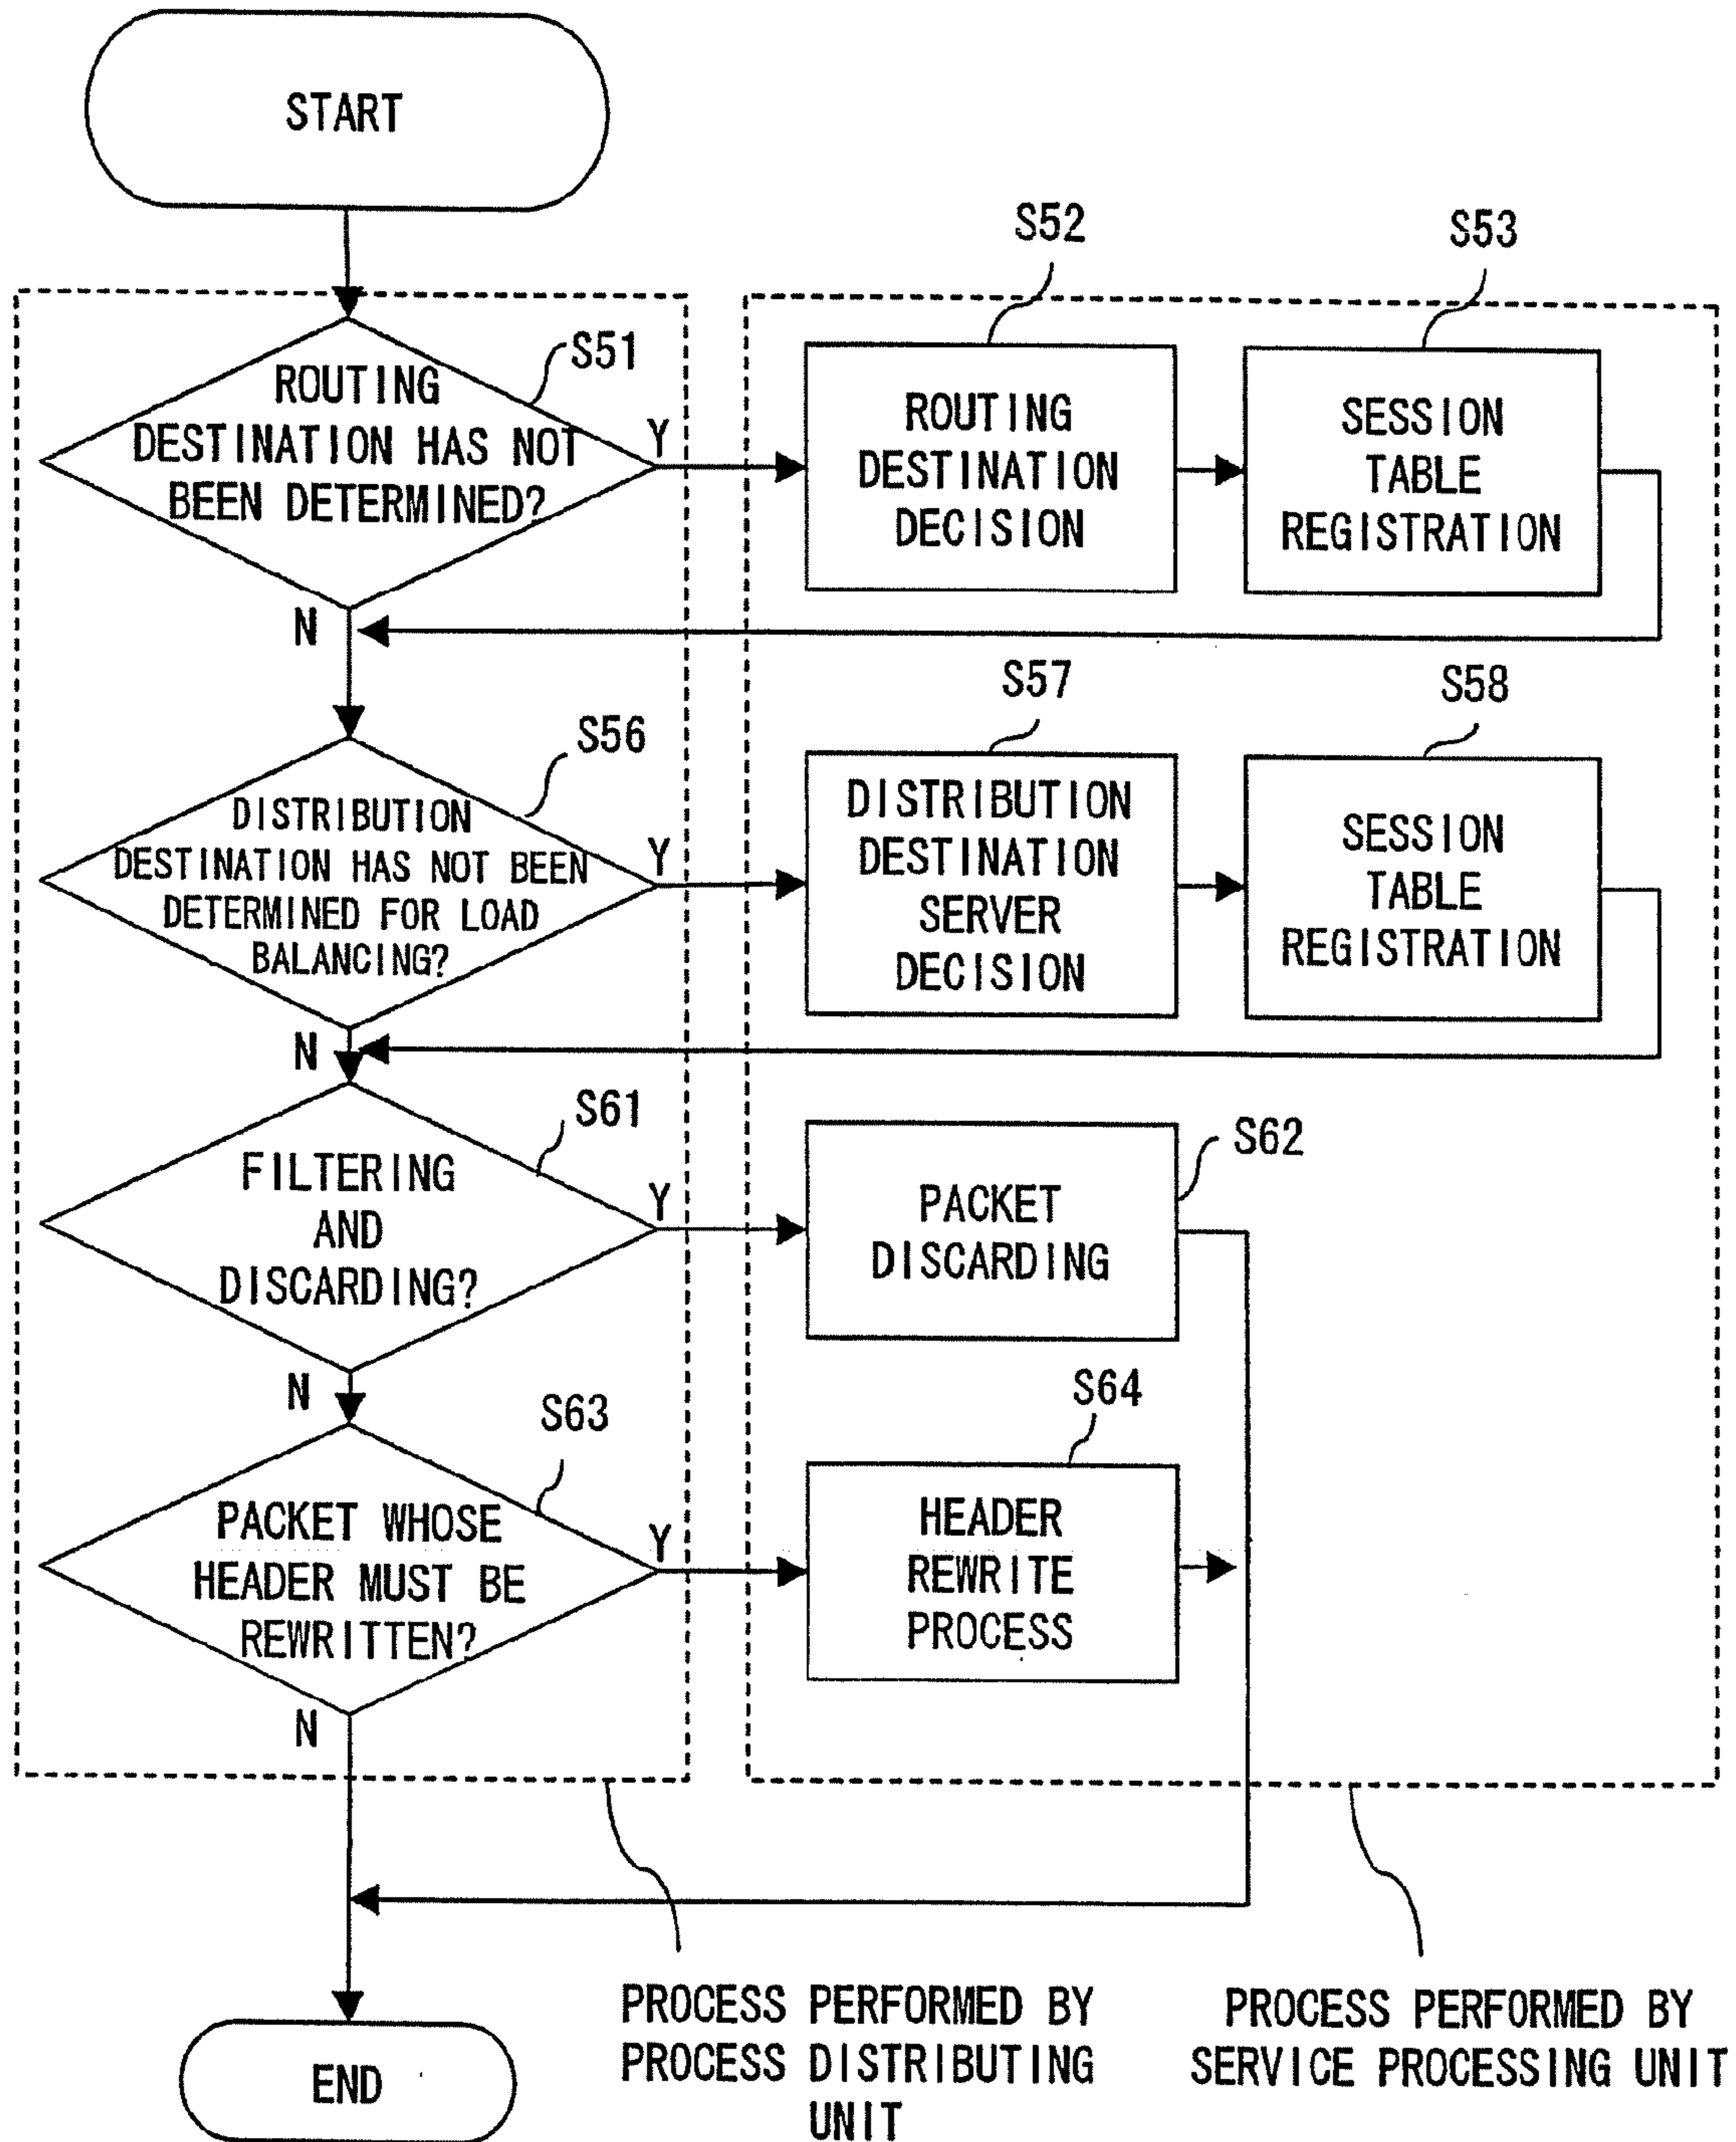 START
S52
S53
S51
ROUTING
DESTINATION HAS NOT
BEEN DETERMINED?
Y
ROUTING
DESTINATION
DECISION
SESSION
TABLE
REGISTRATION
N
S57
S58
S56
DISTRIBUTION
DESTINATION HAS NOT BEEN
DETERMINED FOR LOAD
BALANCING?
Y
DISTRIBUTION
DESTINATION
SERVER
DECISION
SESSION
TABLE
REGISTRATION
N
S61
FILTERING
AND
DISCARDING?
Y
PACKET
DISCARDING
S62
N
S63
PACKET WHOSE
HEADER MUST BE
REWRITTEN?
Y
S64
HEADER
REWRITE
PROCESS
N
END
PROCESS PERFORMED BY
PROCESS DISTRIBUTING
UNIT
PROCESS PERFORMED BY
SERVICE PROCESSING UNIT